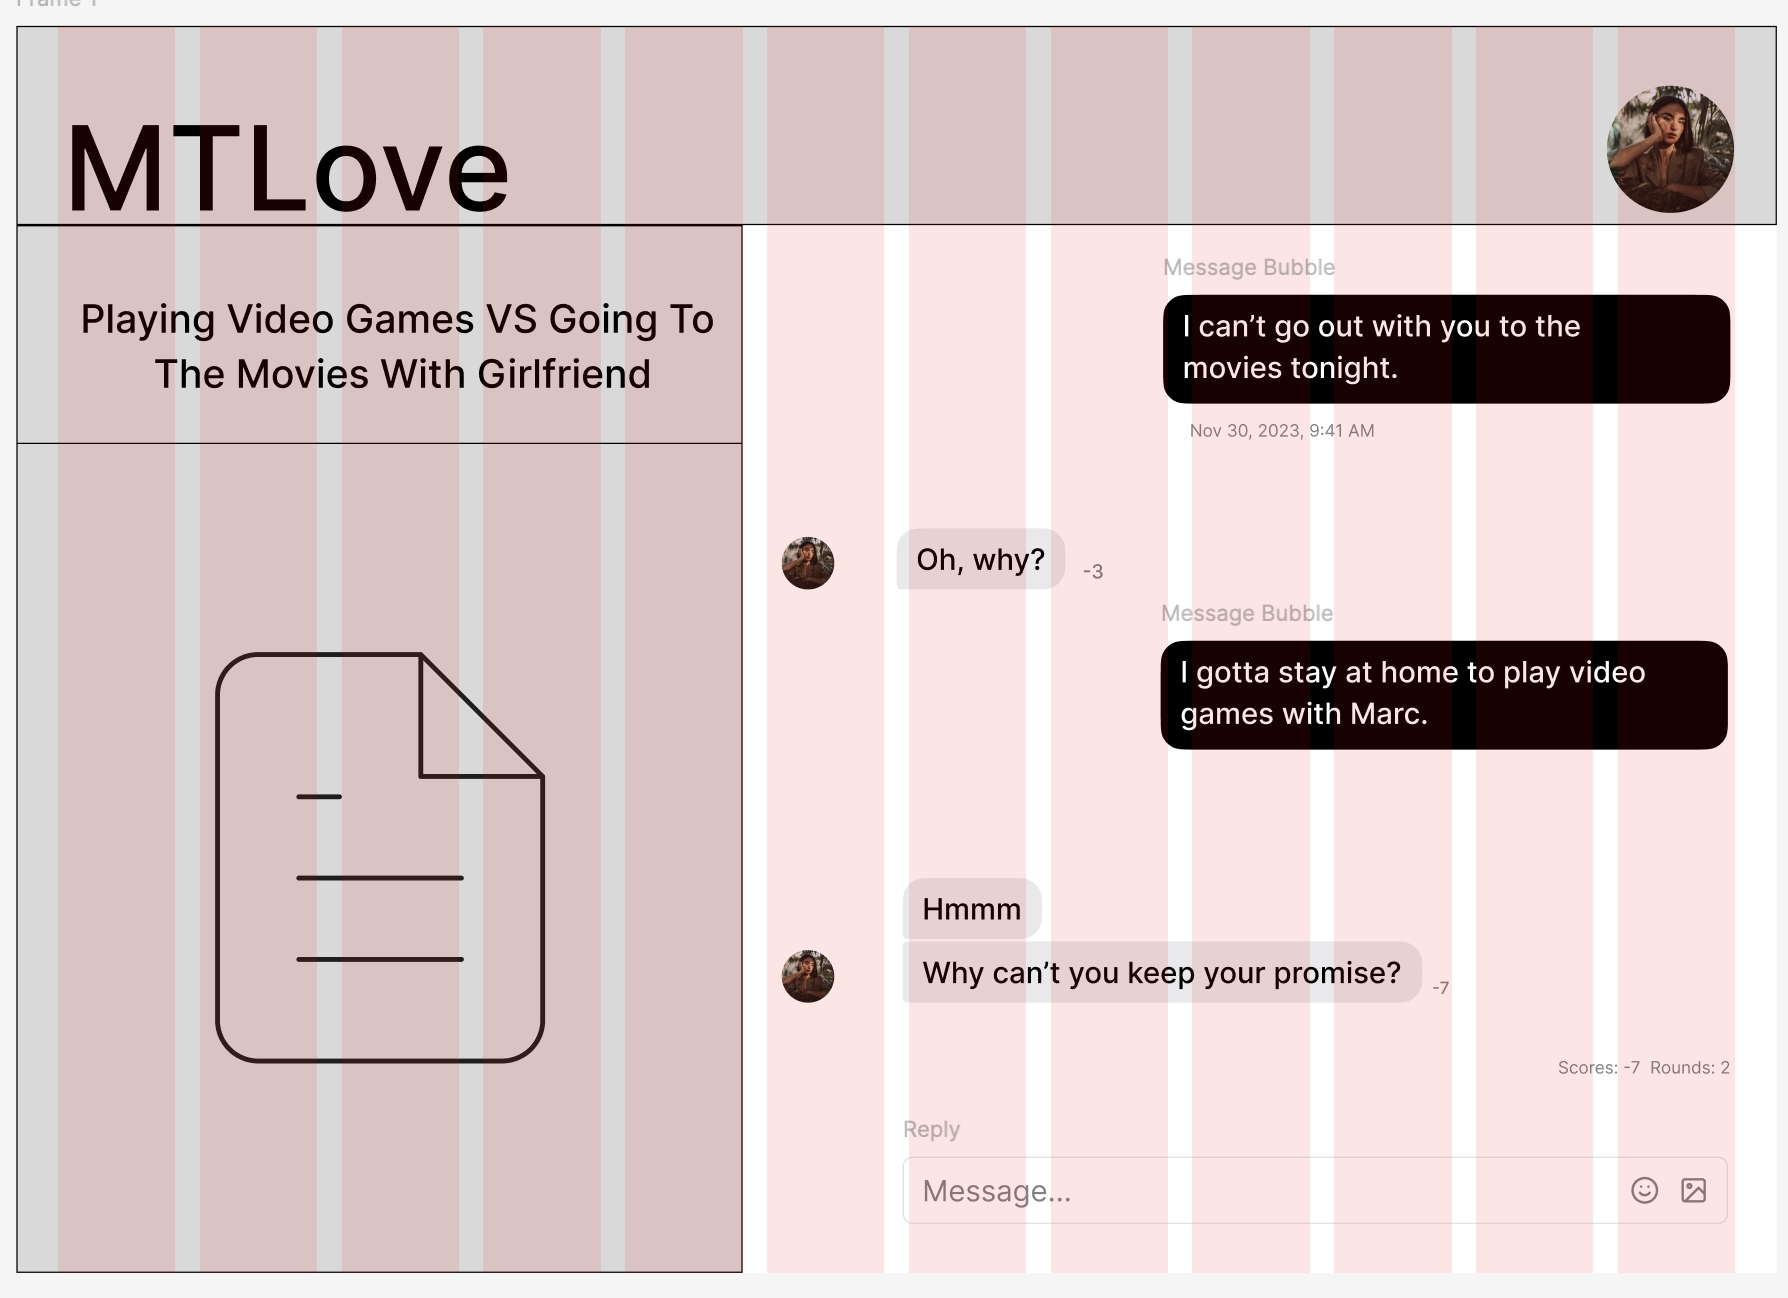 Frame 1
MTLove
Playing Video Games VS Going To
The Movies With Girlfriend
Message Bubble
I can’t go out with you to the
movies tonight.
Nov 30, 2023, 9:41 AM
Oh, why?
-3
Message Bubble
I gotta stay at home to play video
games with Marc.
Hmmm
Why can’t you keep your promise?
-7
Scores: -7 Rounds: 2
Reply
Message...